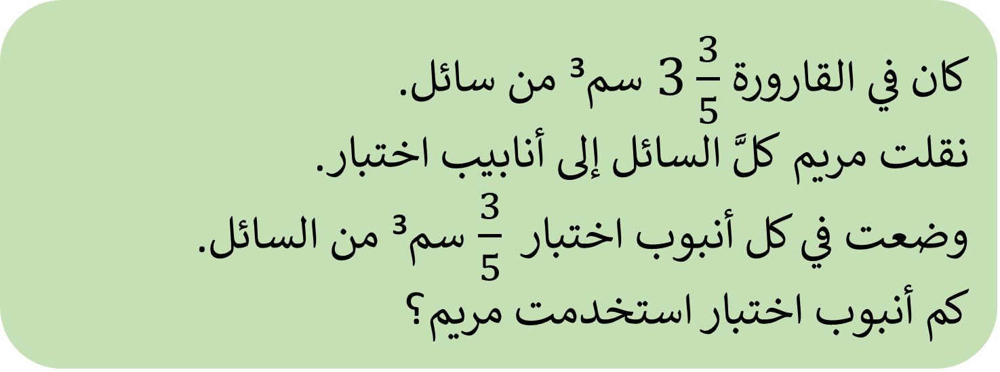 كان في القارورة 3 3/5 سم³ من سائل.
نقلت مريم كلَّ السائل إلى أنابيب اختبار.
وضعت في كل أنبوب اختبار 3/5 سم³ من السائل.
كم أنبوب اختبار استخدمت مريم؟